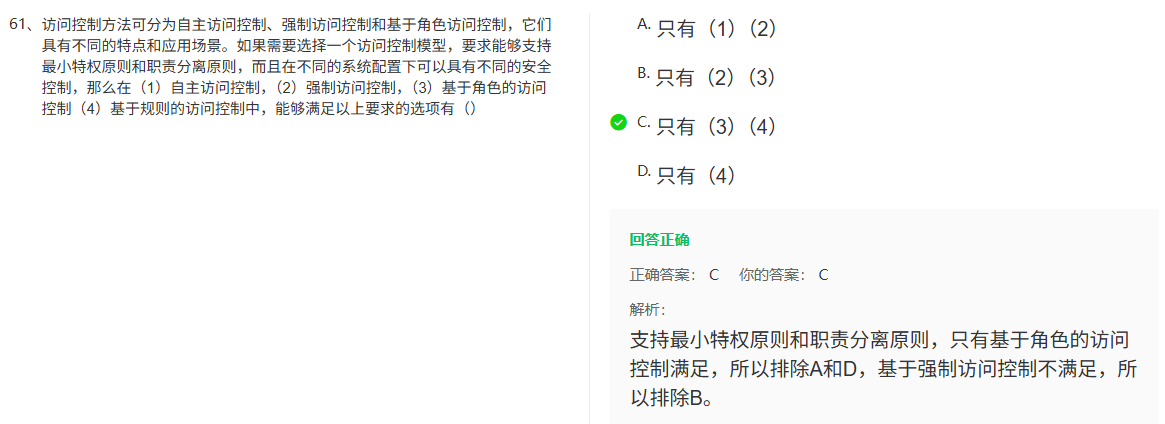 61、访问控制方法可分为自主访问控制、强制访问控制和基于角色访问控制，它们
具有不同的特点和应用场景。如果需要选择一个访问控制模型，要求能够支持
最小特权原则和职责分离原则，而且在不同的系统配置下可以具有不同的安全
控制，那么在（1）自主访问控制，（2）强制访问控制，（3）基于角色的访问
控制（4）基于规则的访问控制中，能够满足以上要求的选项有（）
A. 只有（1）（2）
B. 只有（2）（3）
C. 只有（3）（4）
D. 只有（4）
回答正确
正确答案： C 你的答案： C
解析：
支持最小特权原则和职责分离原则，只有基于角色的访问
控制满足，所以排除A和D，基于强制访问控制不满足，所
以排除B。